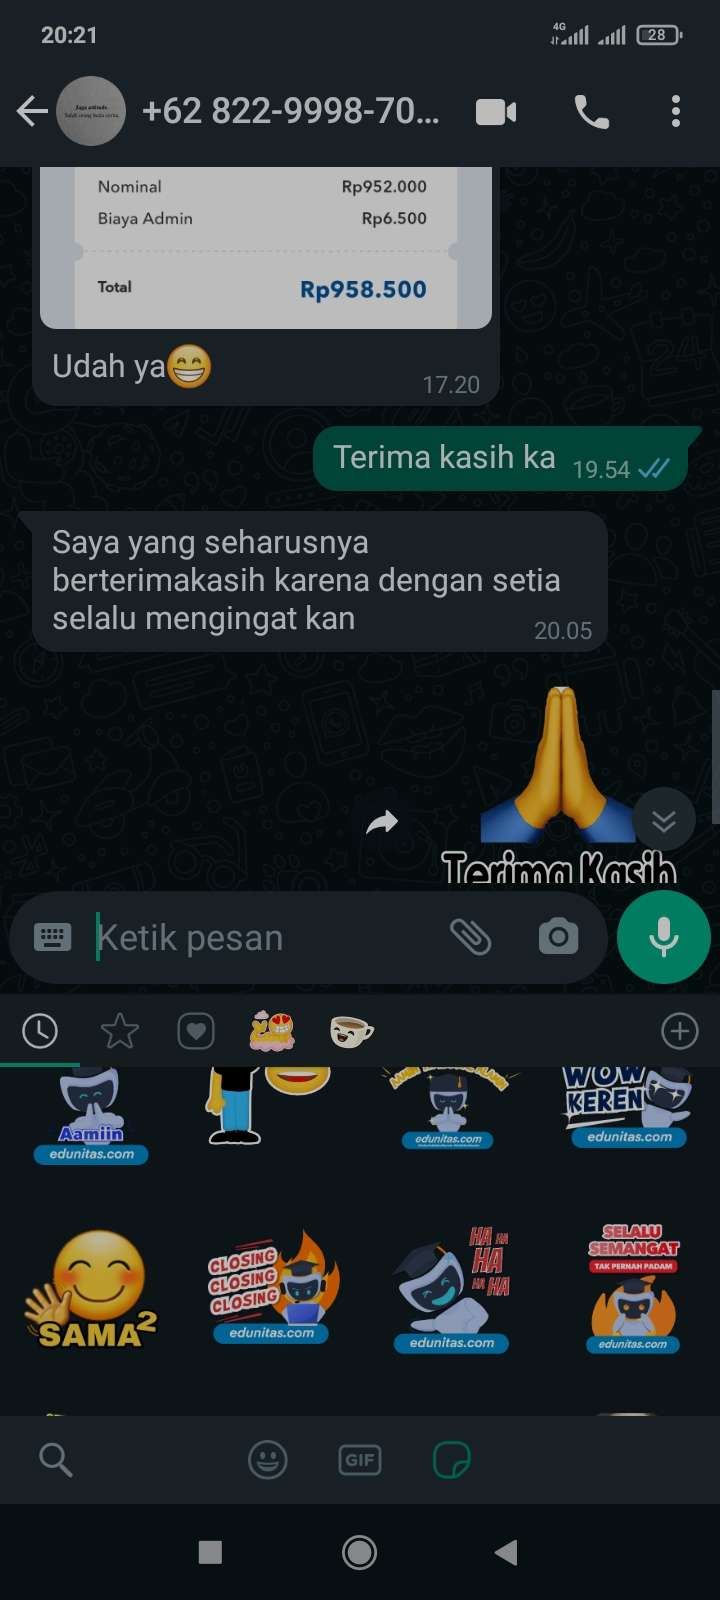 20:21
4G
28
+62 822-9998-70...
Nominal Rp952.000
Biaya Admin Rp6.500
Total Rp958.500
Udah ya😁
17.20
Terima kasih ka 19.54
Saya yang seharusnya
berterimakasih karena dengan setia
selalu mengingat kan
20.05
Terima Kasih
Ketik pesan
Aamiin
edunitas.com
edunitas.com
WOW
KEREN
edunitas.com
SAMA²
CLOSING
CLOSING
CLOSING
edunitas.com
HA HA
HA
HA HA
edunitas.com
SELALU
SEMANGAT
TAK PERNAH PADAM
edunitas.com
GIF